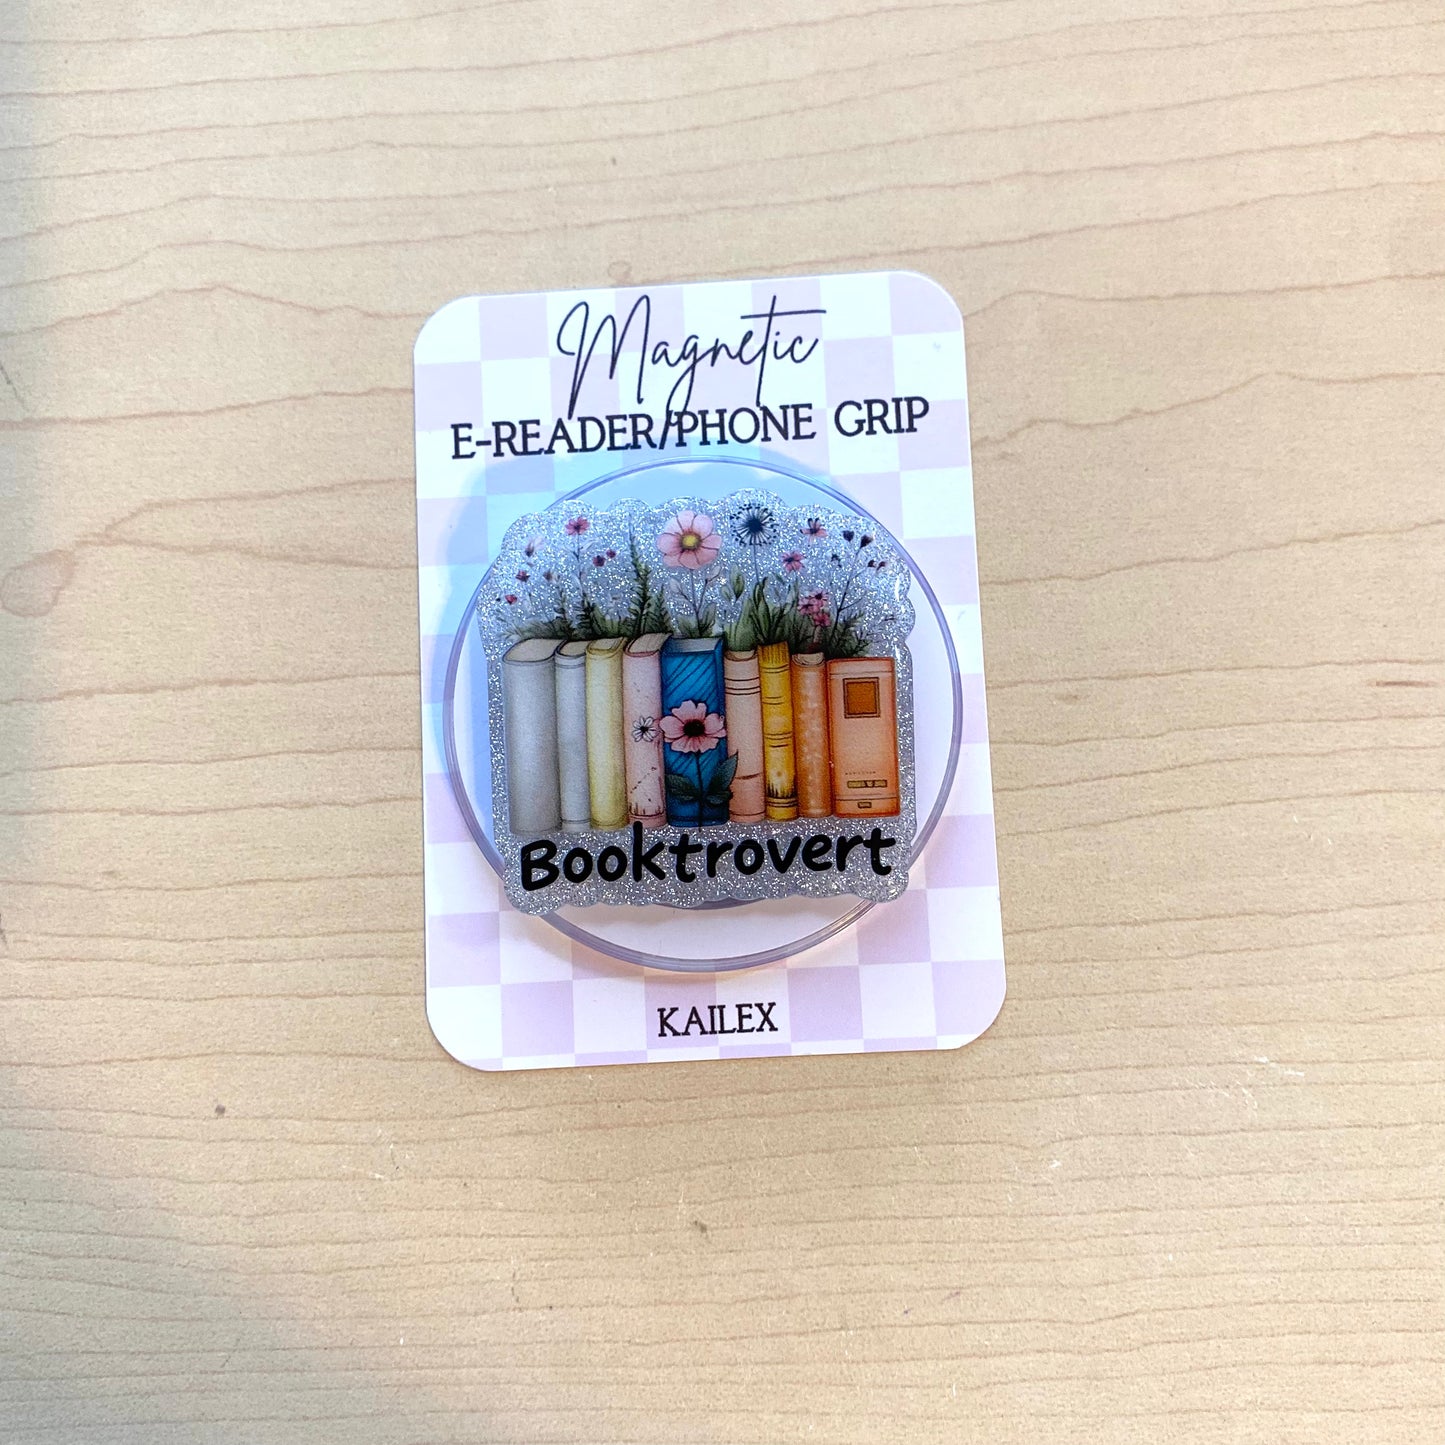 Magnetic
E-READER/PHONE GRIP
Booktrovert
KAILEX